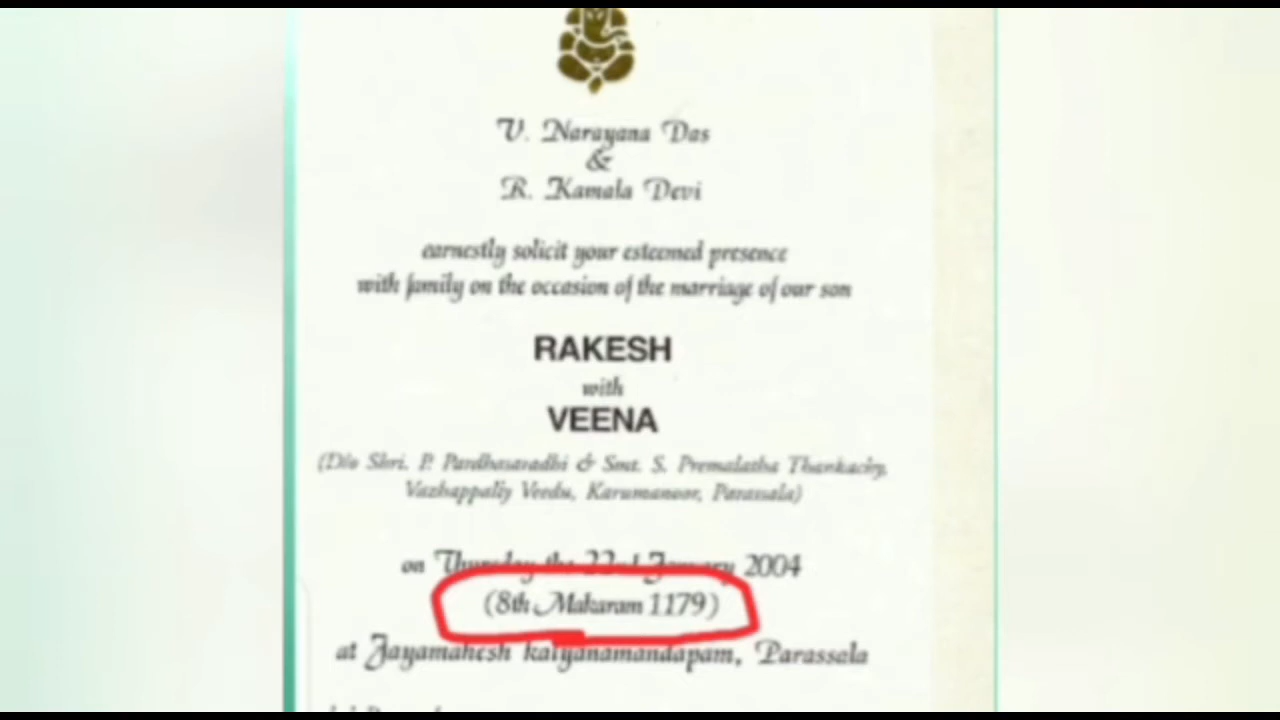 V. Narayana Das
&
R. Kamala Devi
earnestly solicit your esteemed presence
with family on the occasion of the marriage of our son
RAKESH
with
VEENA
(D/o Shri. P. Pardhasaradhi & Smt. S. Premalatha Thankachy,
Vazhappally Veedu, Karumanoor, Parassala)
on Thursday the 22nd January 2004
(8th Makaram 1179)
at Jayamahesh kalyanamandapam, Parassala